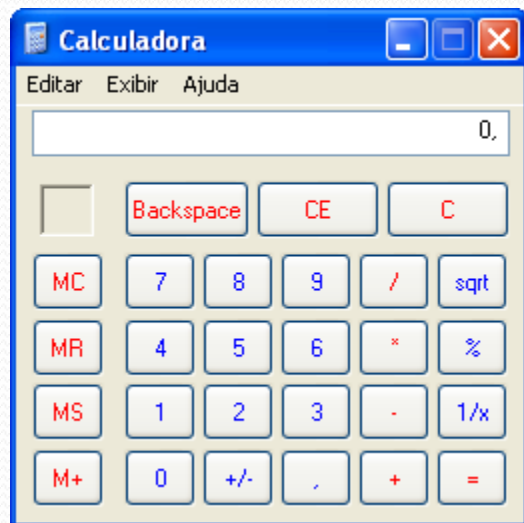 Calculadora
Editar Exibir Ajuda
0,
Backspace CE C
MC 7 8 9 / sqrt
MR 4 5 6 * %
MS 1 2 3 - 1/x
M+ 0 +/- , + =